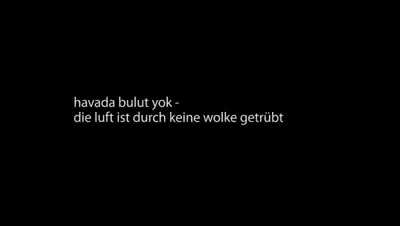 havada bulut yok -
die luft ist durch keine wolke getrübt